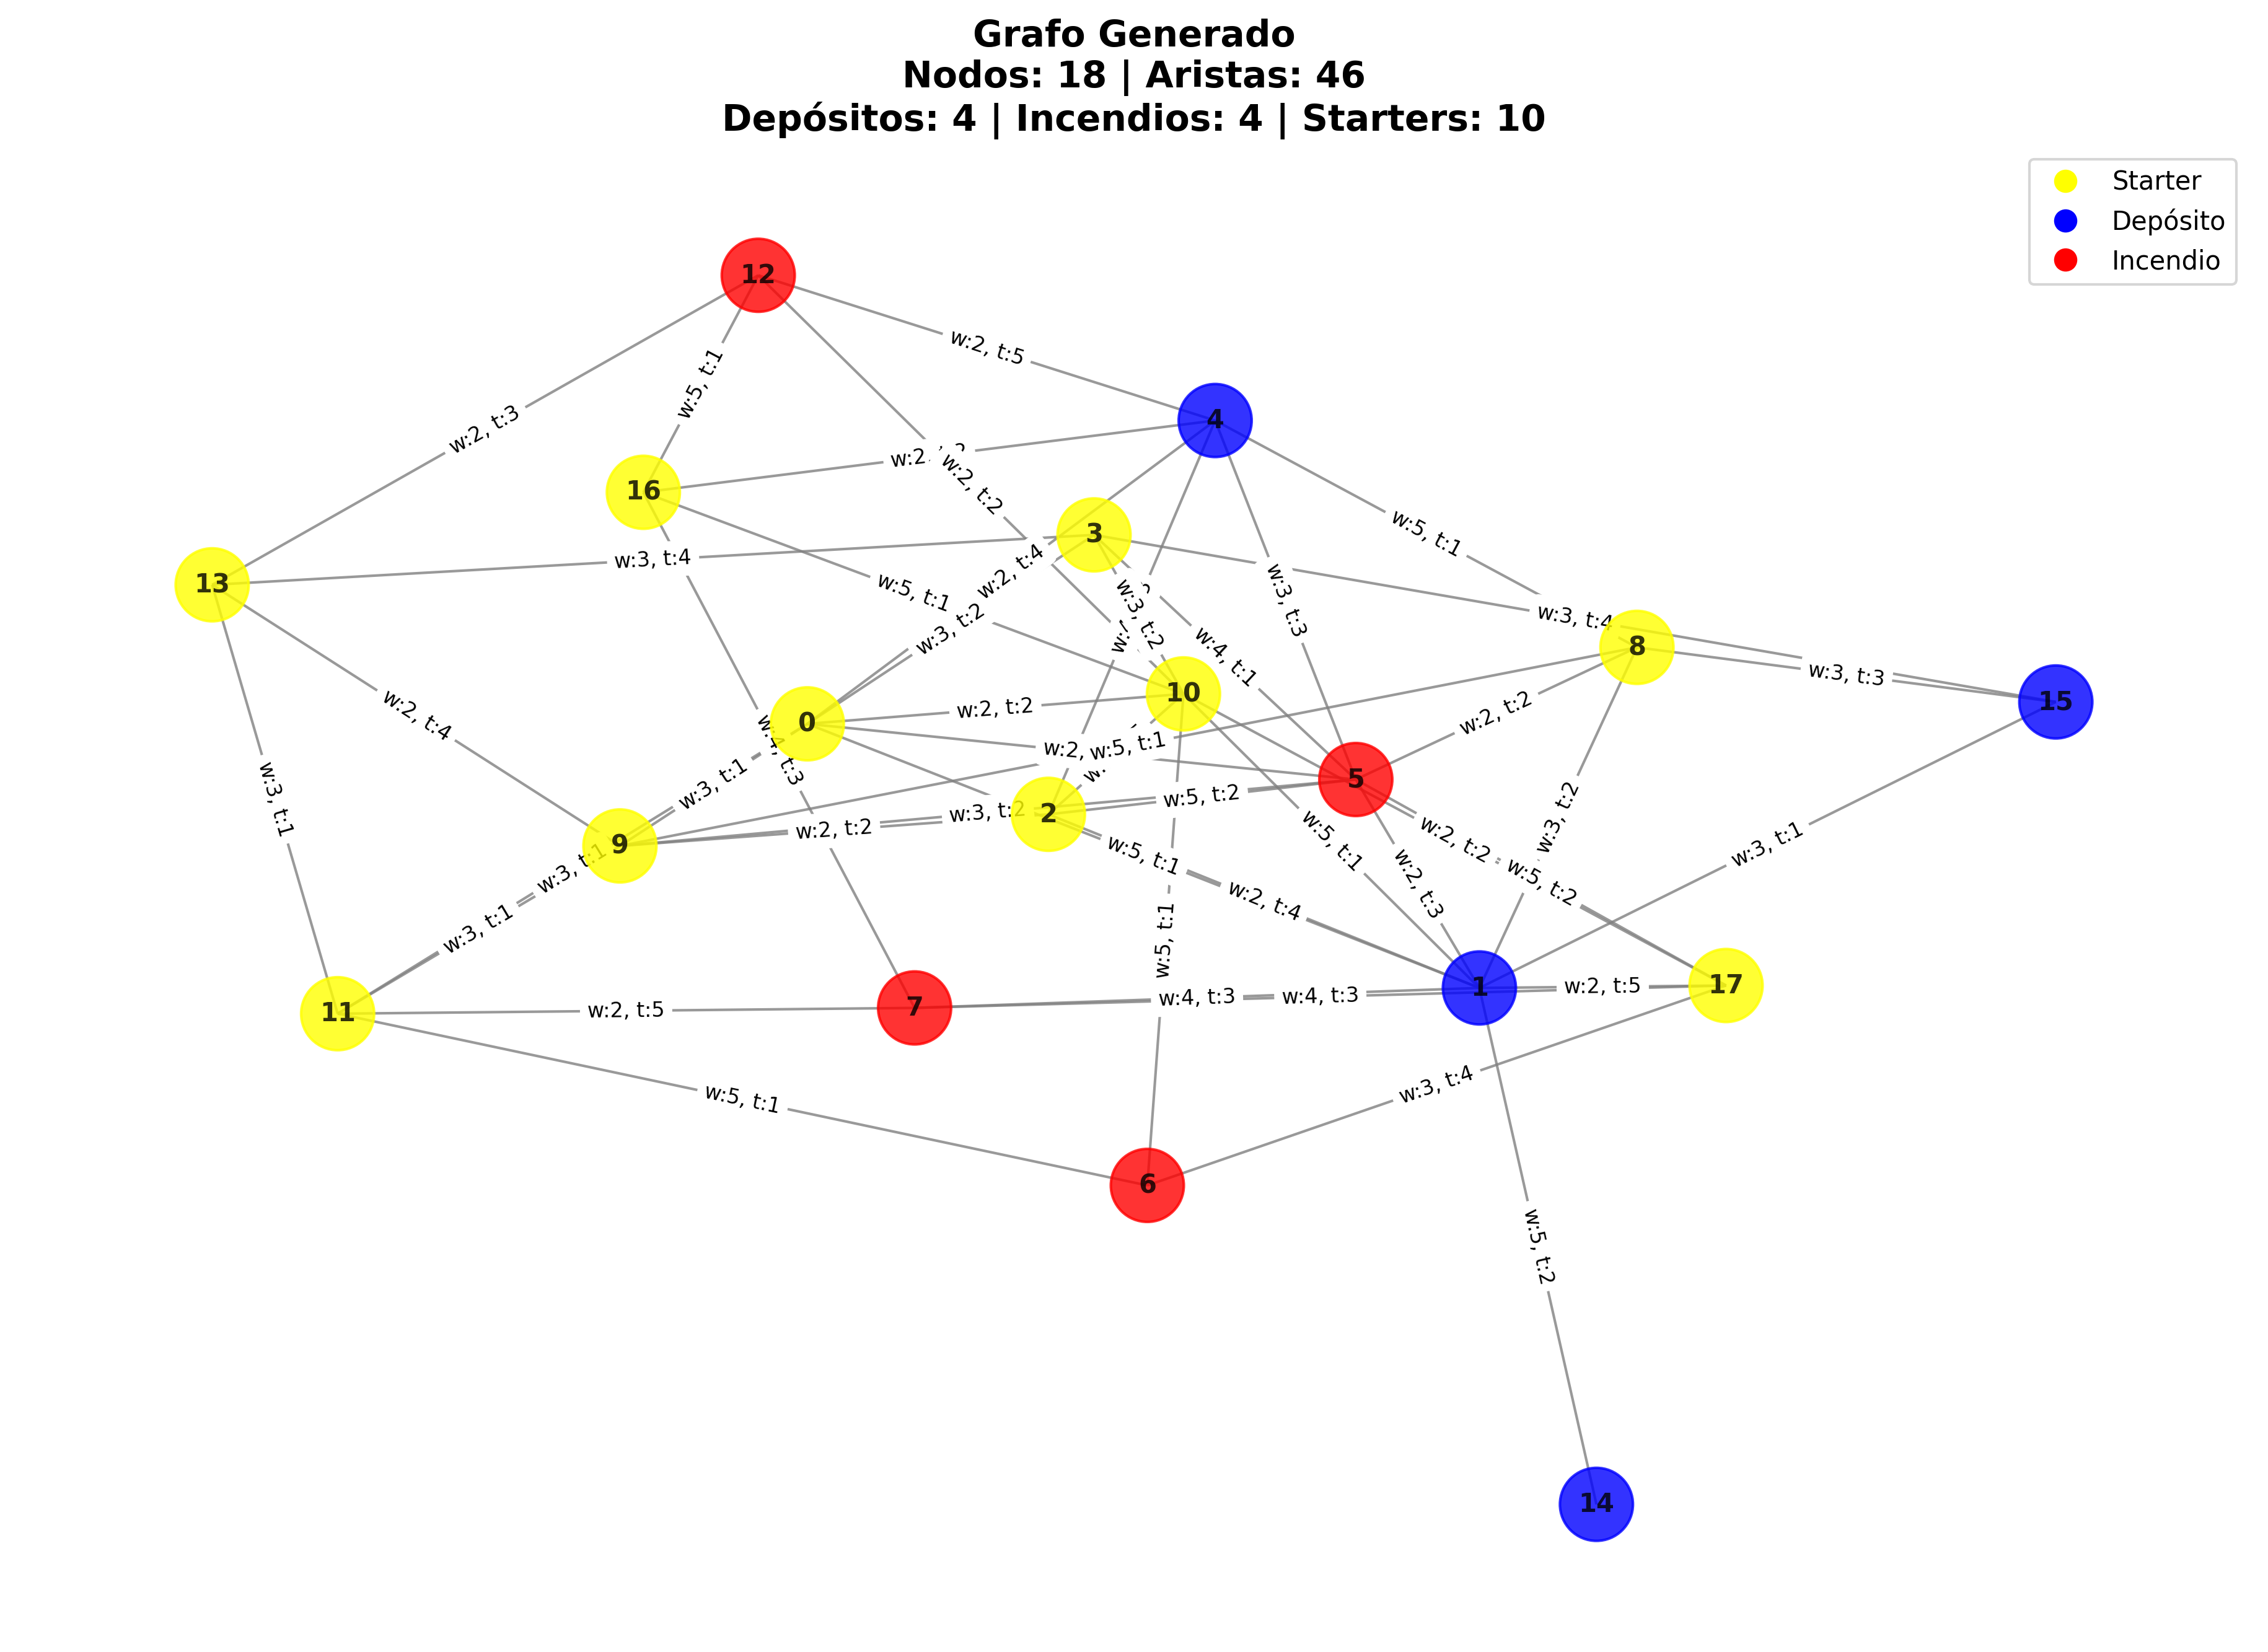 Grafo Generado
Nodos: 18 | Aristas: 46
Depósitos: 4 | Incendios: 4 | Starters: 10
Starter
Depósito
Incendio
12
w:2, t:5
w:5, t:1
w:2, t:3
4
w:2
w:2, t:2
16
3
w:5, t:1
w:3, t:4
w:2, t:4
13
w:5, t:1
w:3, t:2
w:3, t:2
w:3, t:3
w:4, t:1
w:3, t:4
8
w:3, t:3
15
10
0
w:2, t:2
w:2, t:4
w:4, t:3
w:2,
w:5, t:1
w:2, t:2
5
w:3, t:1
w:3, t:1
w:5, t:2
w:3, t:2
2
w:2, t:2
9
w:3, t:1
w:5, t:1
w:5, t:1
w:2, t:2
w:3, t:2
w:3, t:1
w:5, t:2
w:2, t:3
w:2, t:4
w:3, t:1
w:5, t:1
11
w:2, t:5
7
w:4, t:3
w:4, t:3
1
w:2, t:5
17
w:5, t:1
w:3, t:4
6
w:5, t:2
14